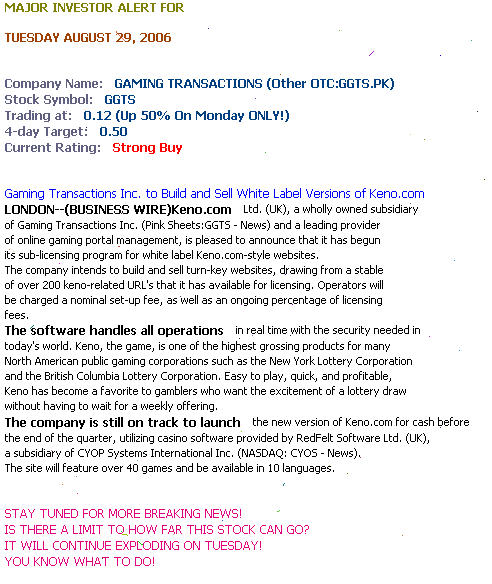 MAJOR INVESTOR ALERT FOR
TUESDAY AUGUST 29, 2006
Company Name: GAMING TRANSACTIONS (Other OTC:GGTS.PK)
Stock Symbol: GGTS
Trading at: 0.12 (Up 50% On Monday ONLY!)
4-day Target: 0.50
Current Rating: Strong Buy
Gaming Transactions Inc. to Build and Sell White Label Versions of Keno.com
LONDON--(BUSINESS WIRE)Keno.com Ltd. (UK), a wholly owned subsidiary
of Gaming Transactions Inc. (Pink Sheets:GGTS - News) and a leading provider
of online gaming portal management, is pleased to announce that it has begun
its sub-licensing program for white label Keno.com-style websites.
The company intends to build and sell turn-key websites, drawing from a stable
of over 200 keno-related URL's that it has available for licensing. Operators will
be charged a nominal set-up fee, as well as an ongoing percentage of licensing
fees.
The software handles all operations in real time with the security needed in
today's world. Keno, the game, is one of the highest grossing products for many
North American public gaming corporations such as the New York Lottery Corporation
and the British Columbia Lottery Corporation. Easy to play, quick, and profitable,
Keno has become a favorite to gamblers who want the excitement of a lottery draw
without having to wait for a weekly offering.
The company is still on track to launch the new version of Keno.com for cash before
the end of the quarter, utilizing casino software provided by RedFelt Software Ltd. (UK),
a subsidiary of CYOP Systems International Inc. (NASDAQ: CYOS - News).
The site will feature over 40 games and be available in 10 languages.
STAY TUNED FOR MORE BREAKING NEWS!
IS THERE A LIMIT TO HOW FAR THIS STOCK CAN GO?
IT WILL CONTINUE EXPLODING ON TUESDAY!
YOU KNOW WHAT TO DO!